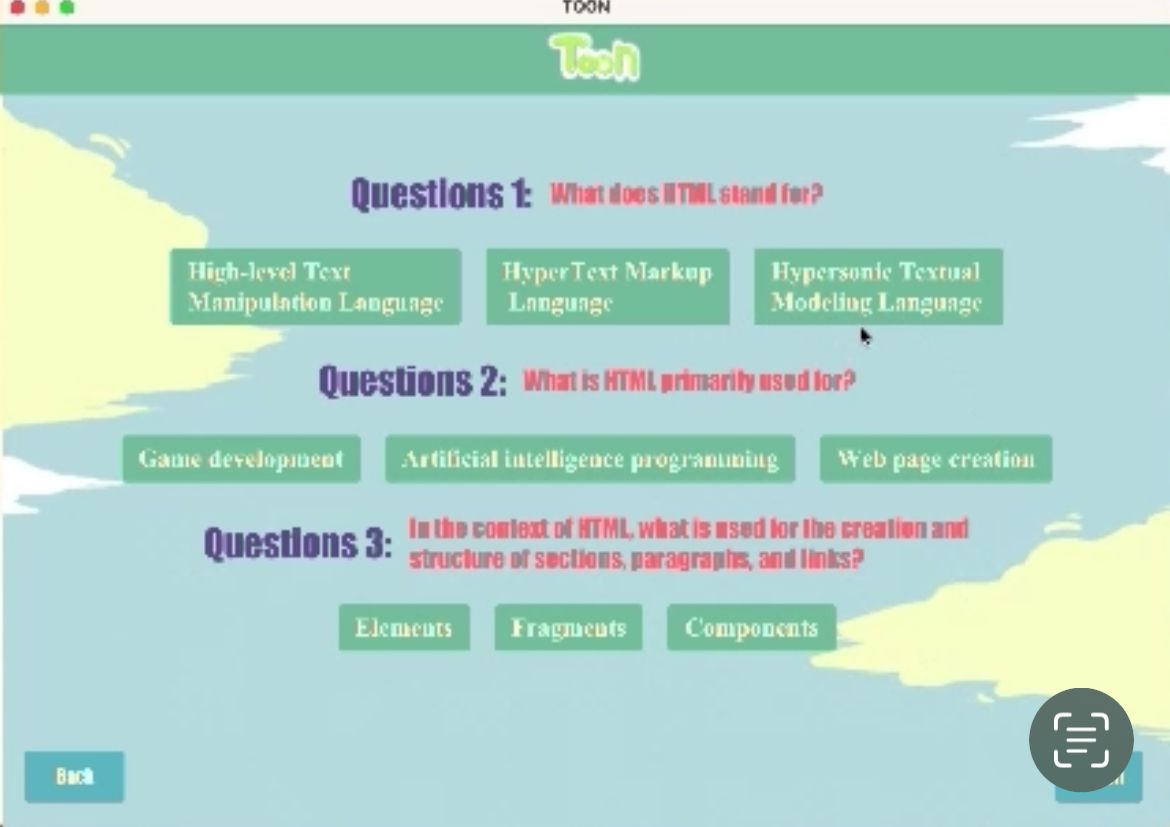 TOON
Toon
Questions 1: What does HTML stand for?
High-level Text
Manipulation Language
HyperText Markup
Language
Hypersonic Textual
Modeling Language
Questions 2: What is HTML primarily used for?
Game development
Artificial intelligence programming
Web page creation
Questions 3:
In the context of HTML, what is used for the creation and
structure of sections, paragraphs, and links?
Elements
Fragments
Components
Back